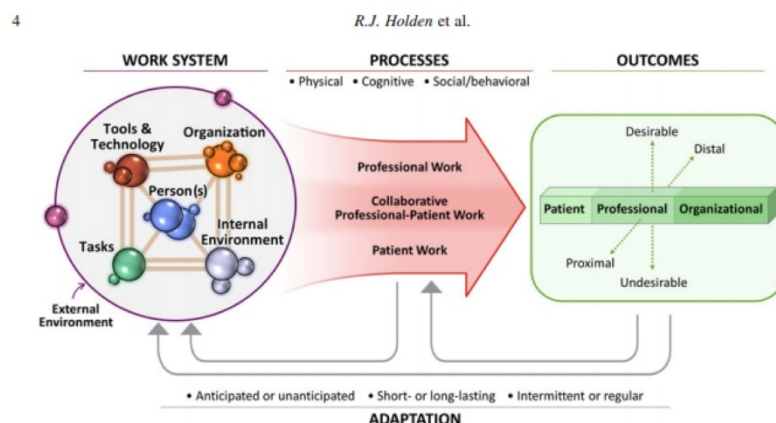 4
R.J. Holden et al.
WORK SYSTEM
PROCESSES
OUTCOMES
• Physical • Cognitive • Social/behavioral
Tools &
Technology
Organization
Person(s)
Tasks
Internal
Environment
External
Environment
Professional Work
Collaborative
Professional-Patient Work
Patient Work
Desirable
Distal
Patient Professional Organizational
Proximal
Undesirable
• Anticipated or unanticipated • Short- or long-lasting • Intermittent or regular
ADAPTATION